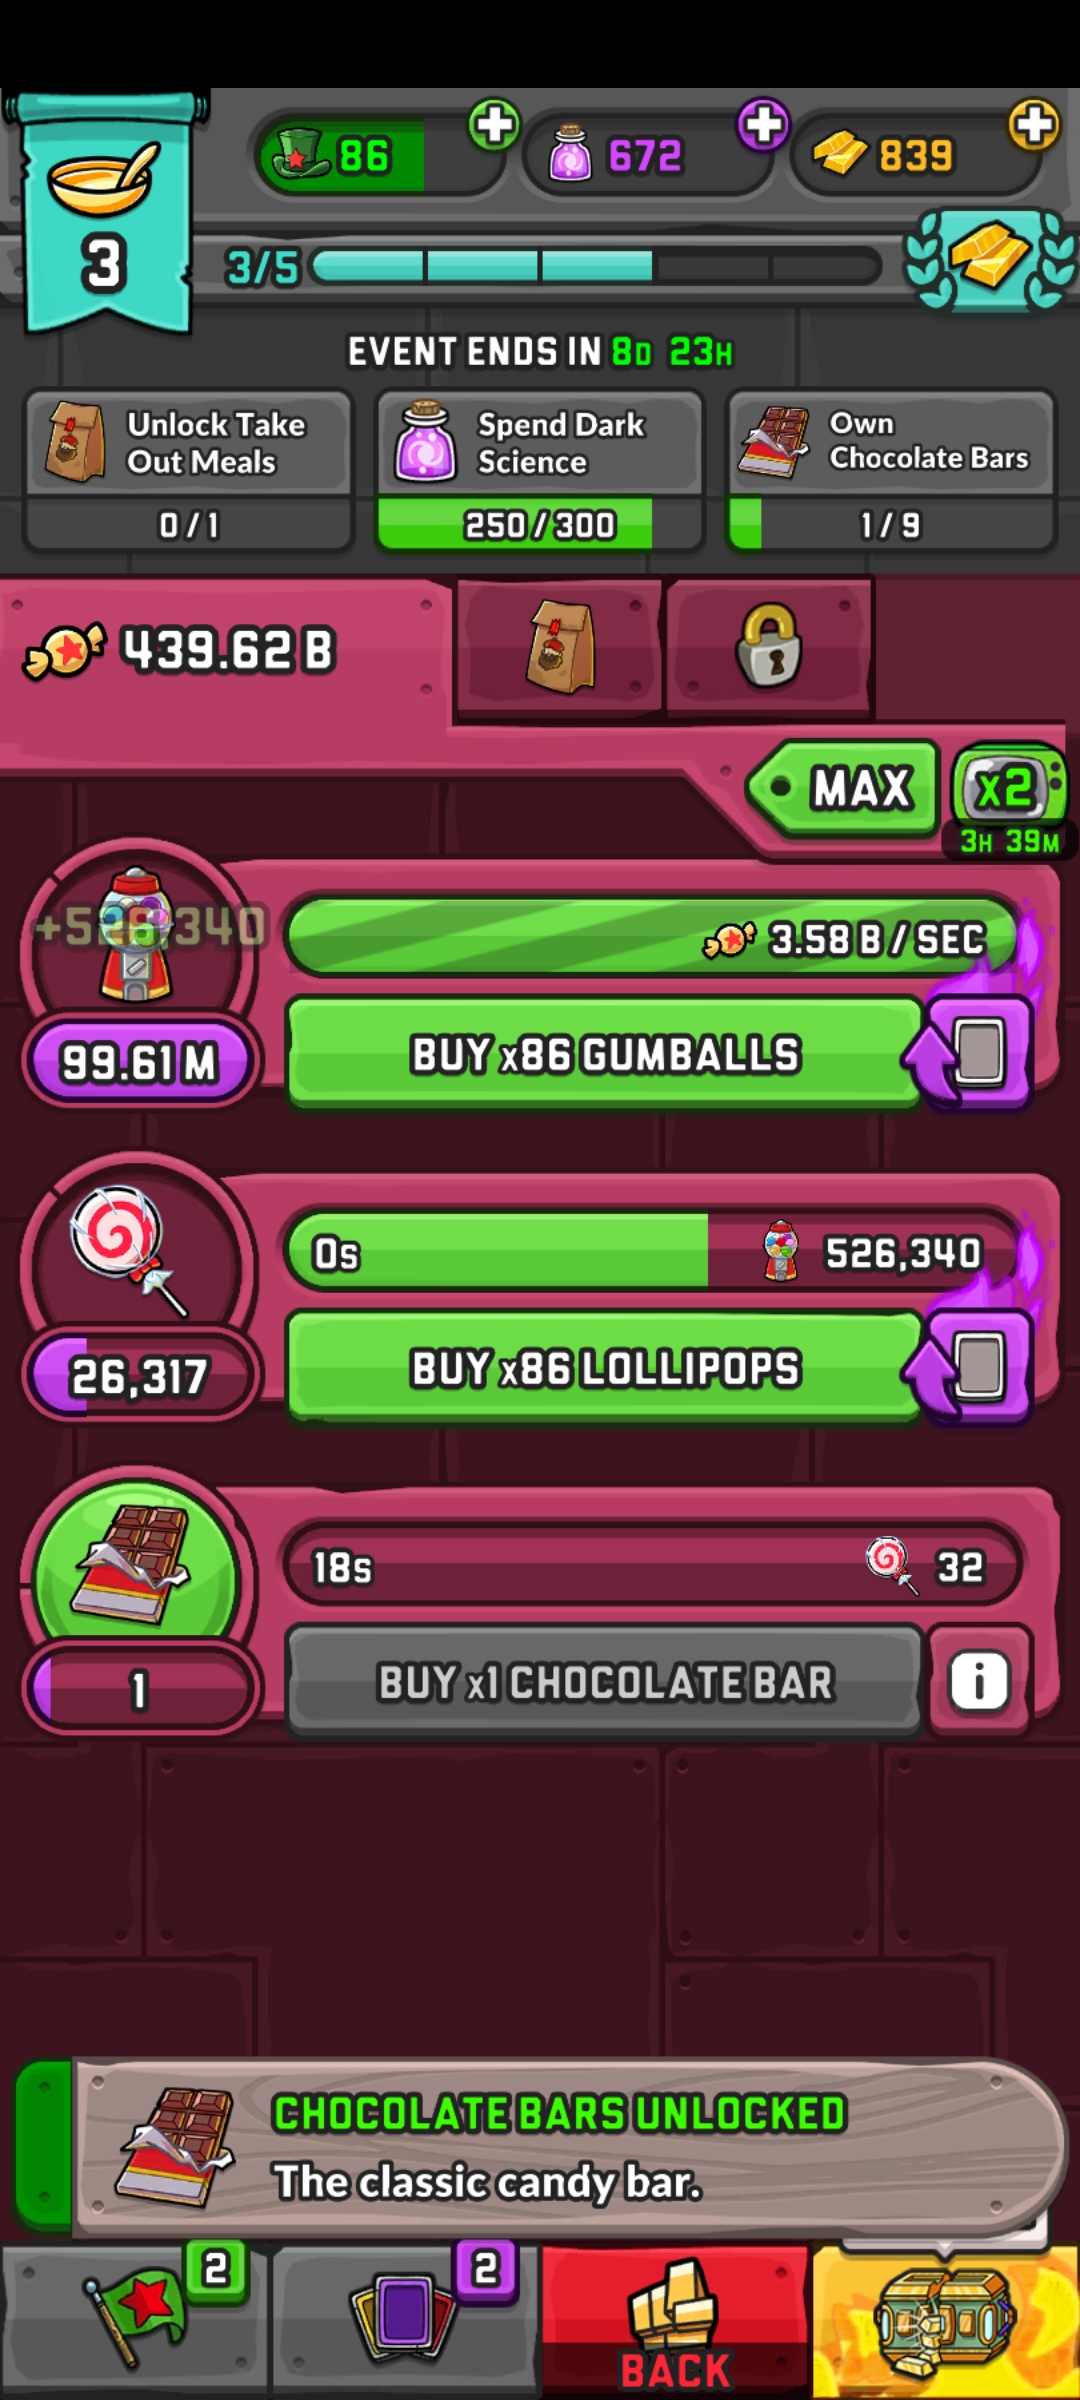 86
672
839
3
3/5
EVENT ENDS IN 8D 23H
Unlock Take
Out Meals
0/1
Spend Dark
Science
250/300
Own
Chocolate Bars
1/9
439.62 B
MAX
x2
3H 39M
+526,340
3.58 B / SEC
99.61 M
BUY x86 GUMBALLS
0s
526,340
26,317
BUY x86 LOLLIPOPS
18s
32
1
BUY x1 CHOCOLATE BAR
i
CHOCOLATE BARS UNLOCKED
The classic candy bar.
2
2
BACK